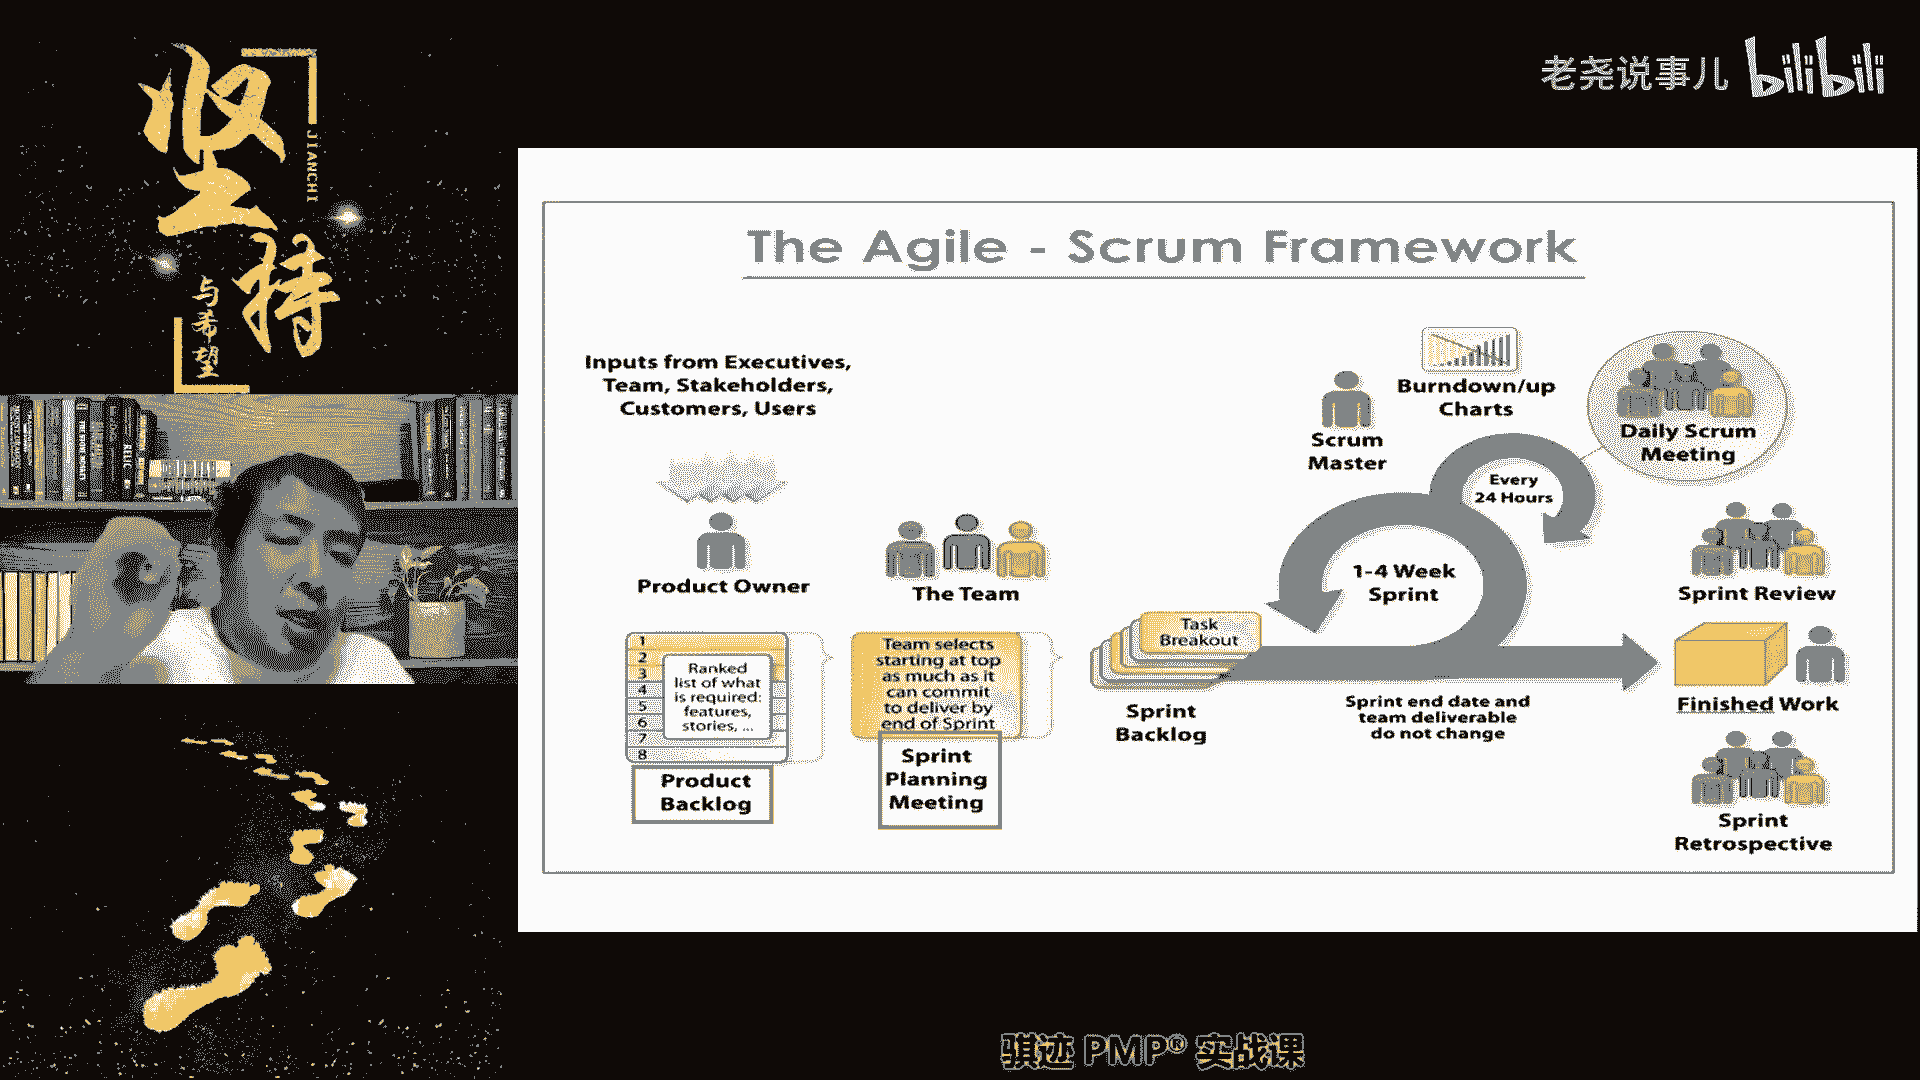 坚持
JIANCHI
与希望
老尧说事儿 bilibili
The Agile - Scrum Framework
Inputs from Executives,
Team, Stakeholders,
Customers, Users
Product Owner
The Team
1
2
3
4
5
6
7
8
Ranked
list of what
is required:
features,
stories, ...
Product
Backlog
Team selects
starting at top
as much as it
can commit
to deliver by
end of Sprint
Sprint
Planning
Meeting
Task
Breakout
Sprint
Backlog
Scrum
Master
Burndown/up
Charts
Every
24 Hours
Daily Scrum
Meeting
1-4 Week
Sprint
Sprint end date and
team deliverable
do not change
Sprint Review
Finished Work
Sprint
Retrospective
骐迹 PMP® 实战课